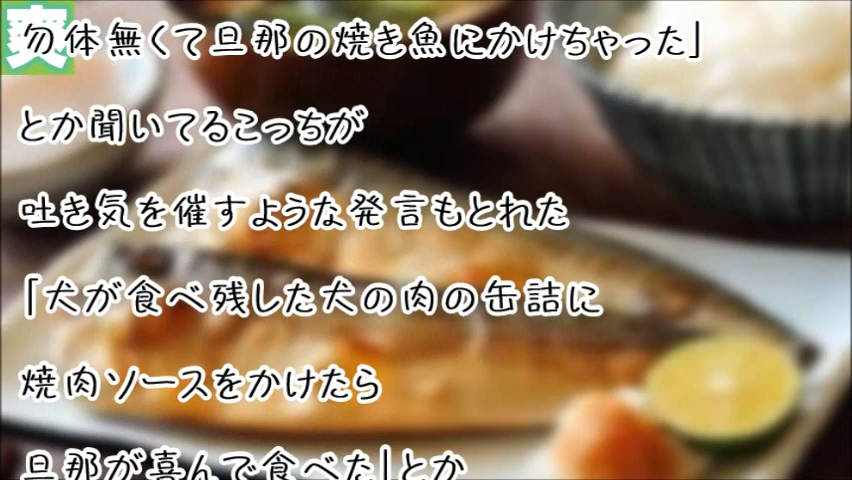 爽
勿体無くて旦那の焼き魚にかけちゃった」
とか聞いてるこっちが
吐き気を催すような発言もとれた
「犬が食べ残した犬の肉の缶詰に
焼肉ソースをかけたら
旦那が喜んで食べた」とか